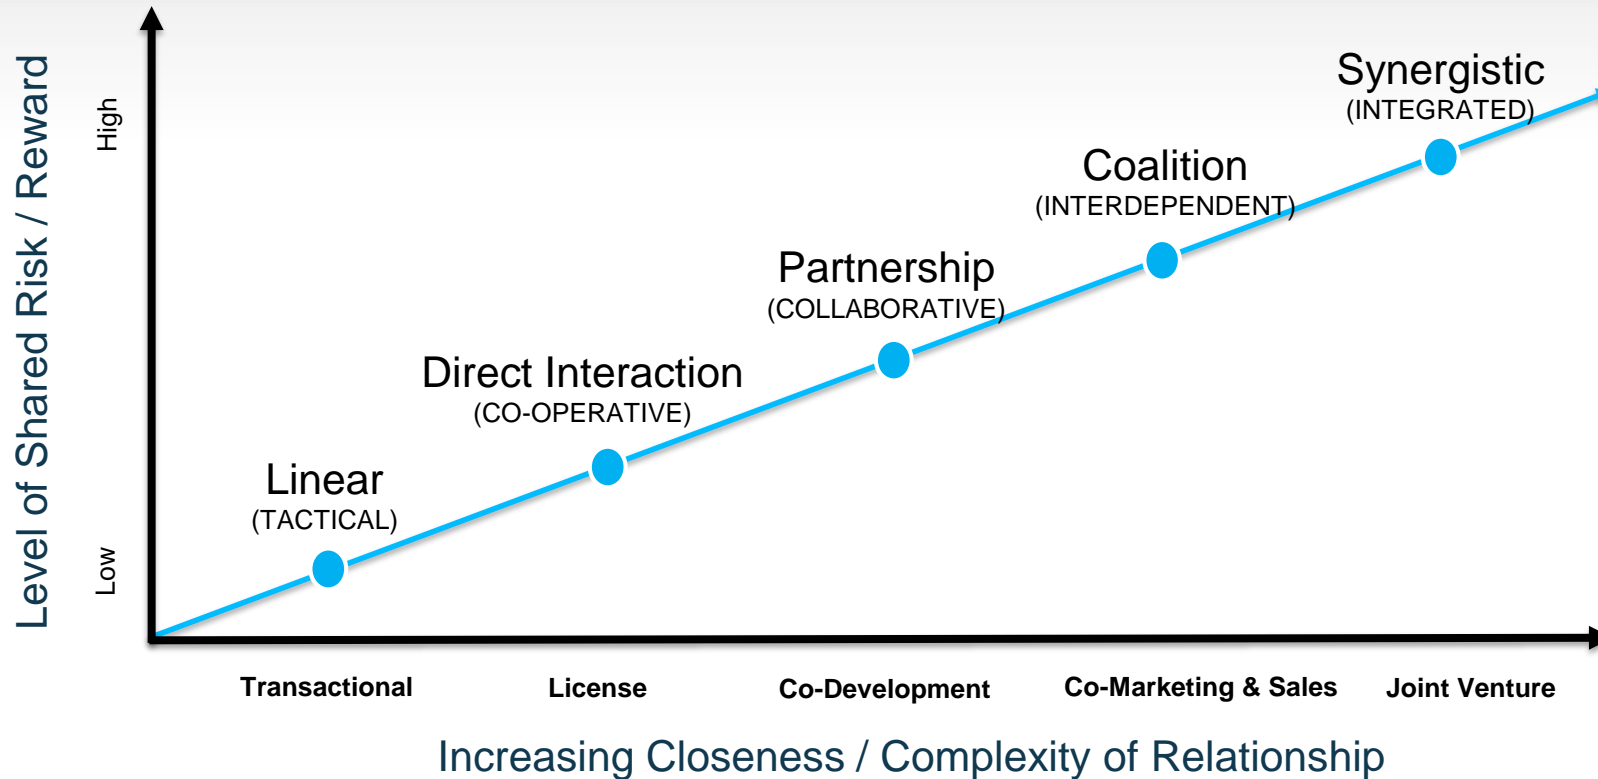 Level of Shared Risk / Reward
High
Low
Synergistic
(INTEGRATED)
Coalition
(INTERDEPENDENT)
Partnership
(COLLABORATIVE)
Direct Interaction
(CO-OPERATIVE)
Linear
(TACTICAL)
Transactional
License
Co-Development
Co-Marketing & Sales
Joint Venture
Increasing Closeness / Complexity of Relationship